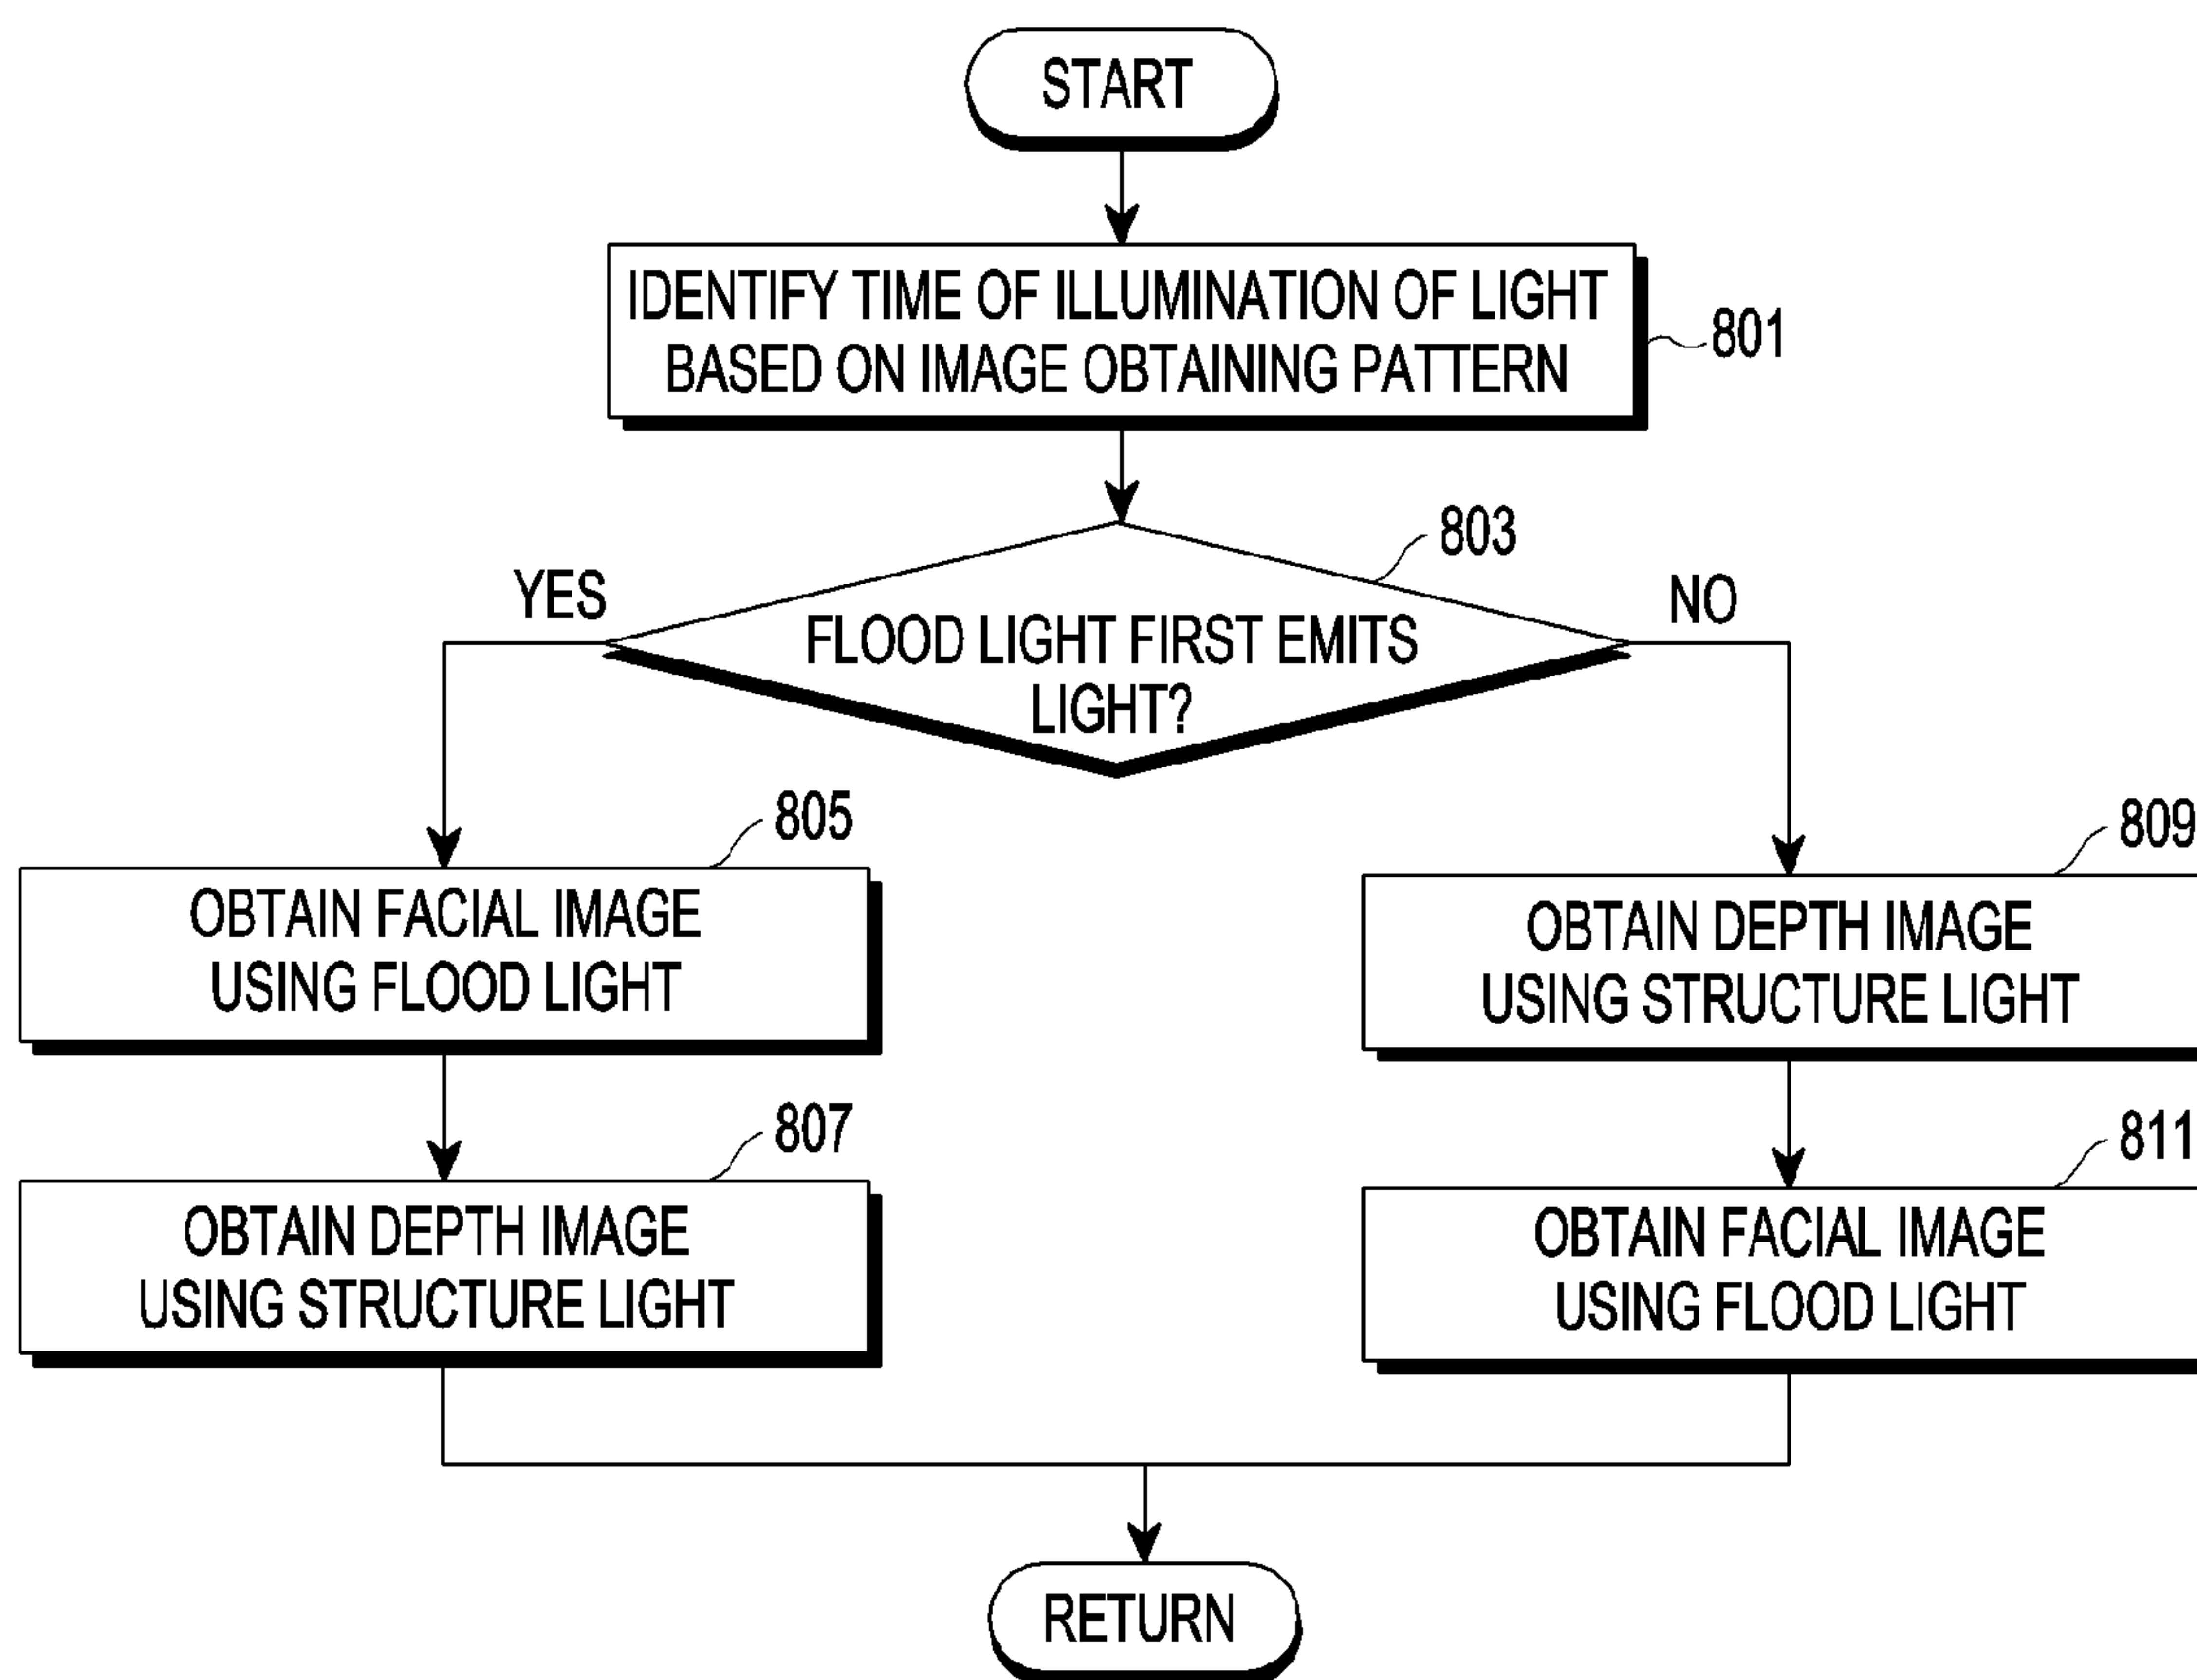 START
IDENTIFY TIME OF ILLUMINATION OF LIGHT
BASED ON IMAGE OBTAINING PATTERN
801
803
YES
NO
FLOOD LIGHT FIRST EMITS
LIGHT?
805
OBTAIN FACIAL IMAGE
USING FLOOD LIGHT
809
OBTAIN DEPTH IMAGE
USING STRUCTURE LIGHT
807
OBTAIN DEPTH IMAGE
USING STRUCTURE LIGHT
811
OBTAIN FACIAL IMAGE
USING FLOOD LIGHT
RETURN